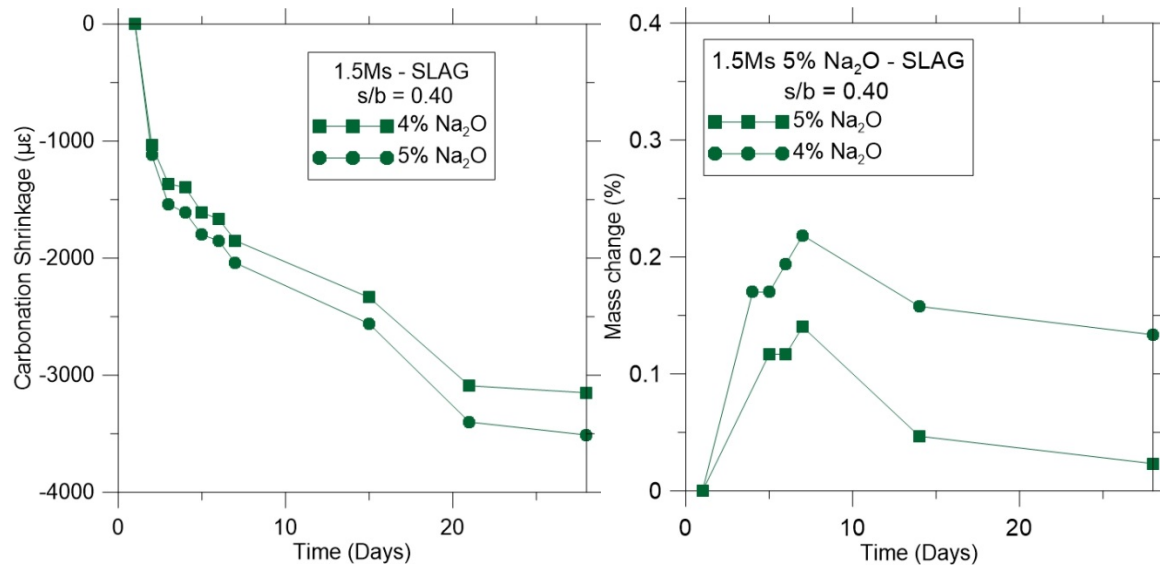 0
-1000
-2000
-3000
-4000
Carbonation Shrinkage (µε)
1.5Ms - SLAG
s/b = 0.40
4% Na₂O
5% Na₂O
0
10
20
Time (Days)
0.4
0.3
0.2
0.1
0
Mass change (%)
1.5Ms 5% Na₂O - SLAG
s/b = 0.40
5% Na₂O
4% Na₂O
0
10
20
Time (Days)